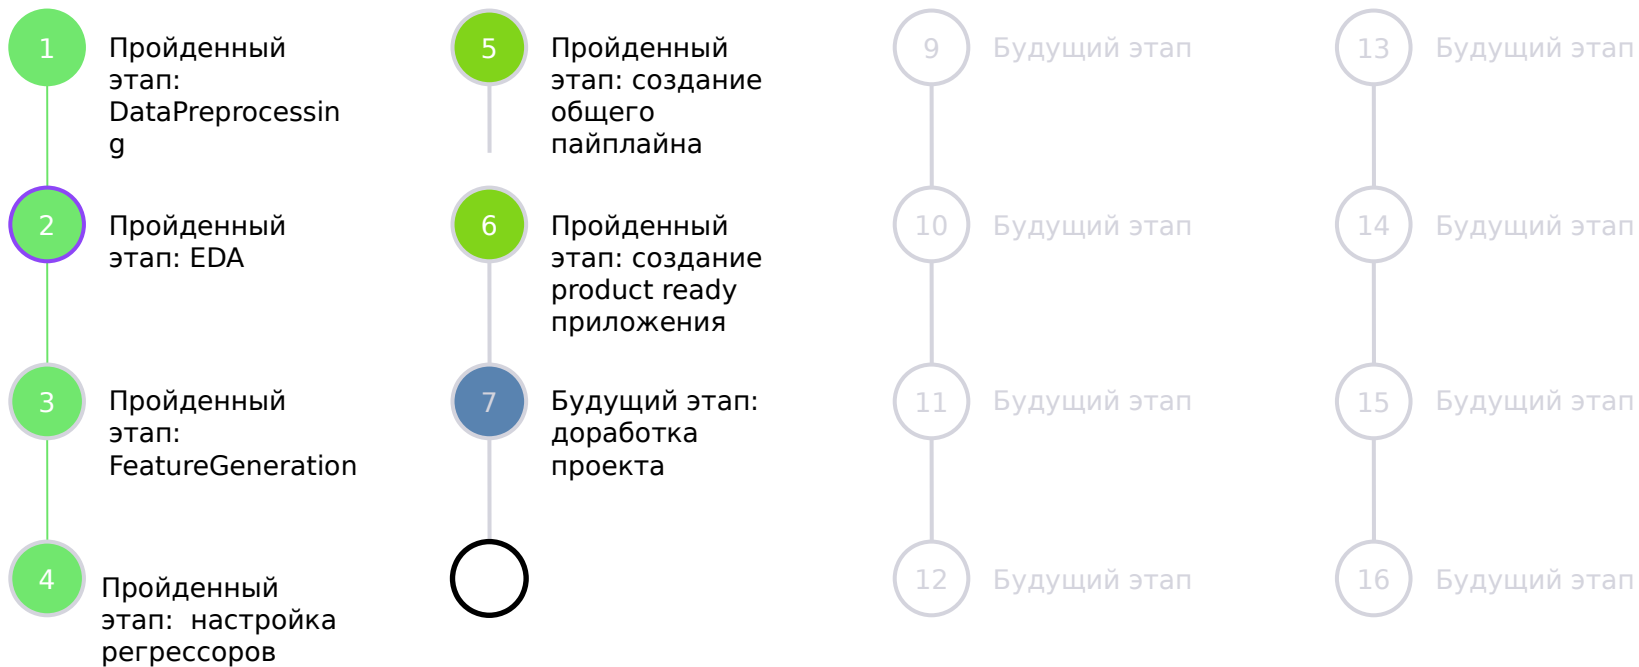 1
Пройденный
этап:
DataPreprocessin
g
2
Пройденный
этап: EDA
3
Пройденный
этап:
FeatureGeneration
4
Пройденный
этап:  настройка
регрессоров
5
Пройденный
этап: создание
общего
пайплайна
6
Пройденный
этап: создание
product ready
приложения
7
Будущий этап:
доработка
проекта
9
Будущий этап
10
Будущий этап
11
Будущий этап
12
Будущий этап
13
Будущий этап
14
Будущий этап
15
Будущий этап
16
Будущий этап